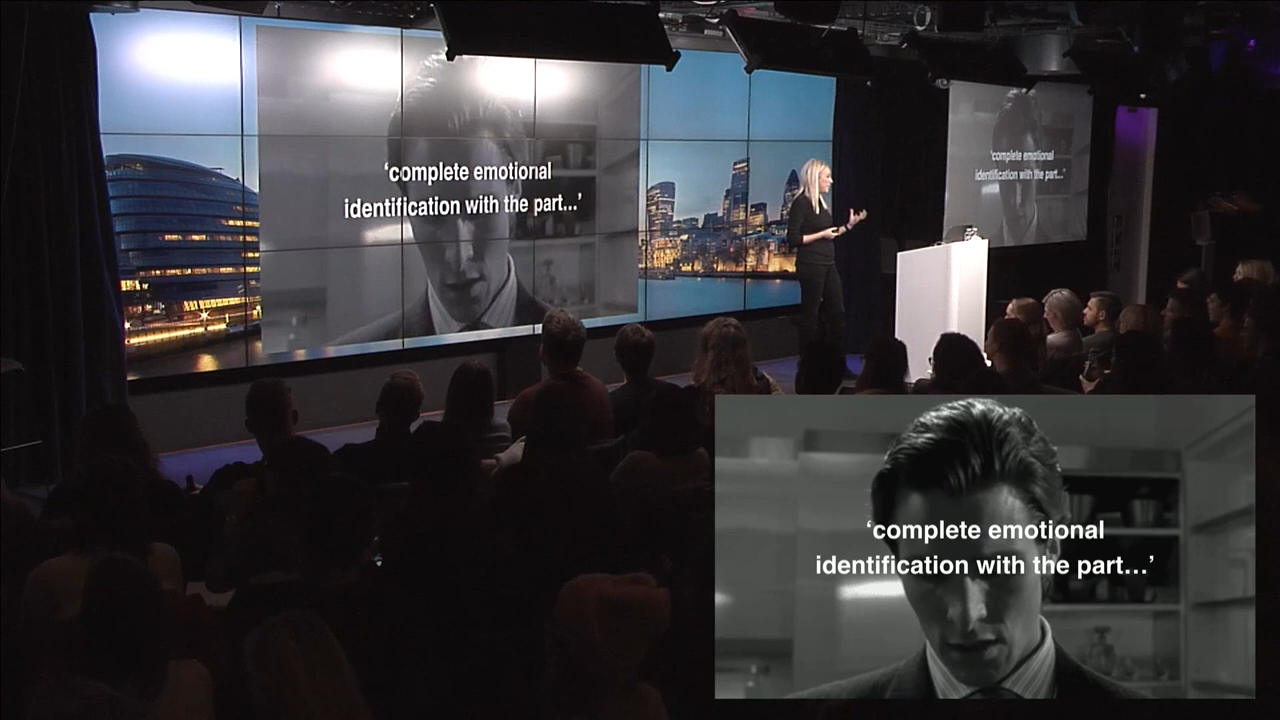 ‘complete emotional
identification with the part...’
‘complete emotional
identification with the part...’
‘complete emotional
identification with the part...’